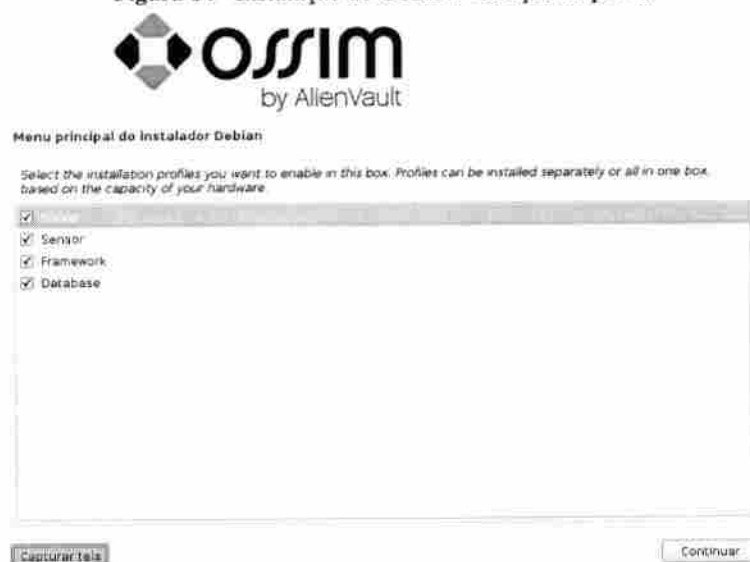 OSSIM
by AlienVault
Menu principal do instalador Debian
Select the installation profiles you want to enable in this box. Profiles can be installed separately or all in one box,
based on the capacity of your hardware
Sensor
Framework
Database
Capturar tela
Continuar